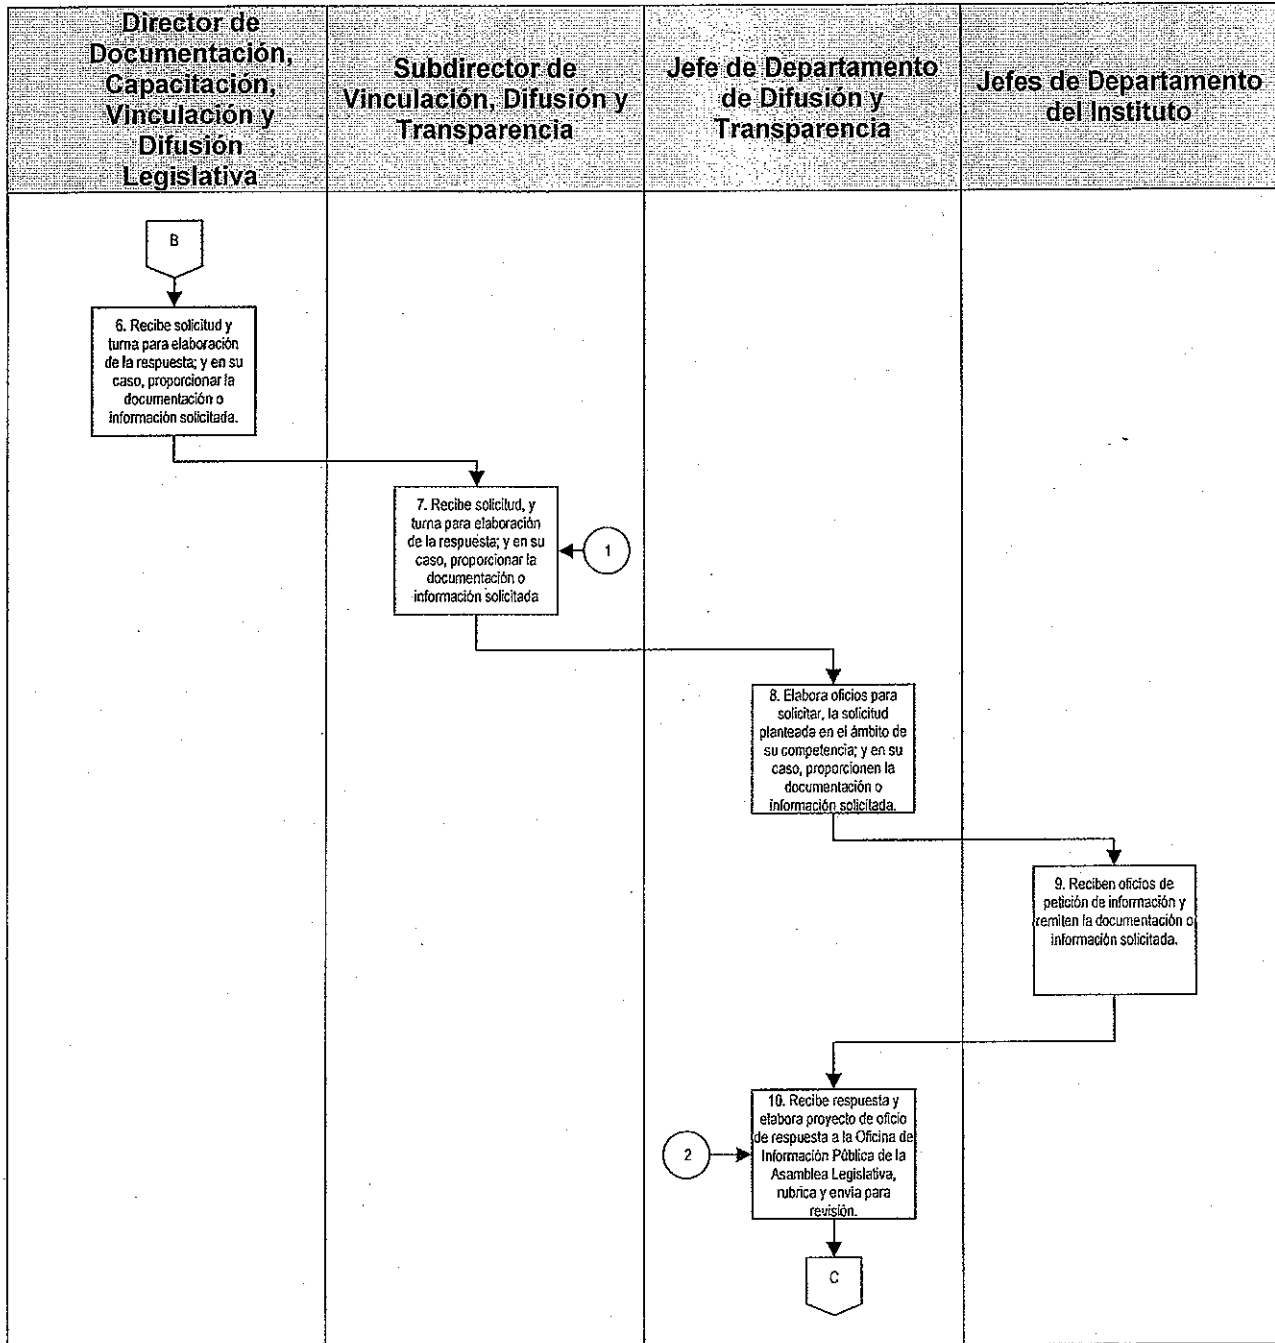 Director de
Documentación,
Capacitación,
Vinculación y
Difusión
Legislativa
Subdirector de
Vinculación, Difusión y
Transparencia
Jefe de Departamento
de Difusión y
Transparencia
Jefes de Departamento
del Instituto
B
6. Recibe solicitud y
turna para elaboración
de la respuesta; y en su
caso, proporcionar la
documentación o
información solicitada.
7. Recibe solicitud, y
turna para elaboración
de la respuesta; y en su
caso, proporcionar la
documentación o
información solicitada
1
8. Elabora oficios para
solicitar, la solicitud
planteada en el ámbito de
su competencia; y en su
caso, proporcionen la
documentación o
información solicitada.
9. Reciben oficios de
petición de información y
remiten la documentación o
información solicitada.
10. Recibe respuesta y
elabora proyecto de oficio
de respuesta a la Oficina de
Información Pública de la
Asamblea Legislativa,
rubrica y envia para
revisión.
2
C